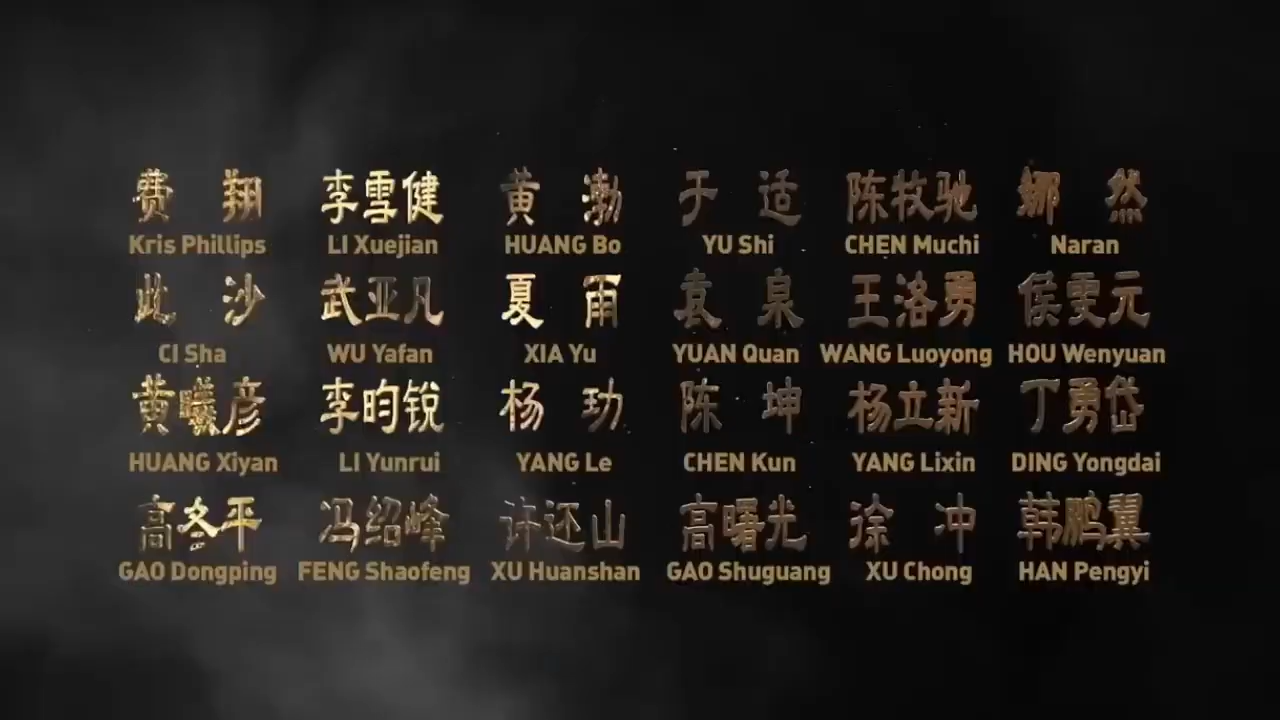 费 翔 李雪健 黄 渤 于 适 陈牧驰 娜 然
Kris Phillips LI Xuejian HUANG Bo YU Shi CHEN Muchi Naran
此 沙 武亚凡 夏 雨 袁 泉 王洛勇 侯雯元
CI Sha WU Yafan XIA Yu YUAN Quan WANG Luoyong HOU Wenyuan
黄曦彦 李昀锐 杨 玏 陈 坤 杨立新 丁勇岱
HUANG Xiyan LI Yunrui YANG Le CHEN Kun YANG Lixin DING Yongdai
高冬平 冯绍峰 许还山 高曙光 徐 冲 韩鹏翼
GAO Dongping FENG Shaofeng XU Huanshan GAO Shuguang XU Chong HAN Pengyi